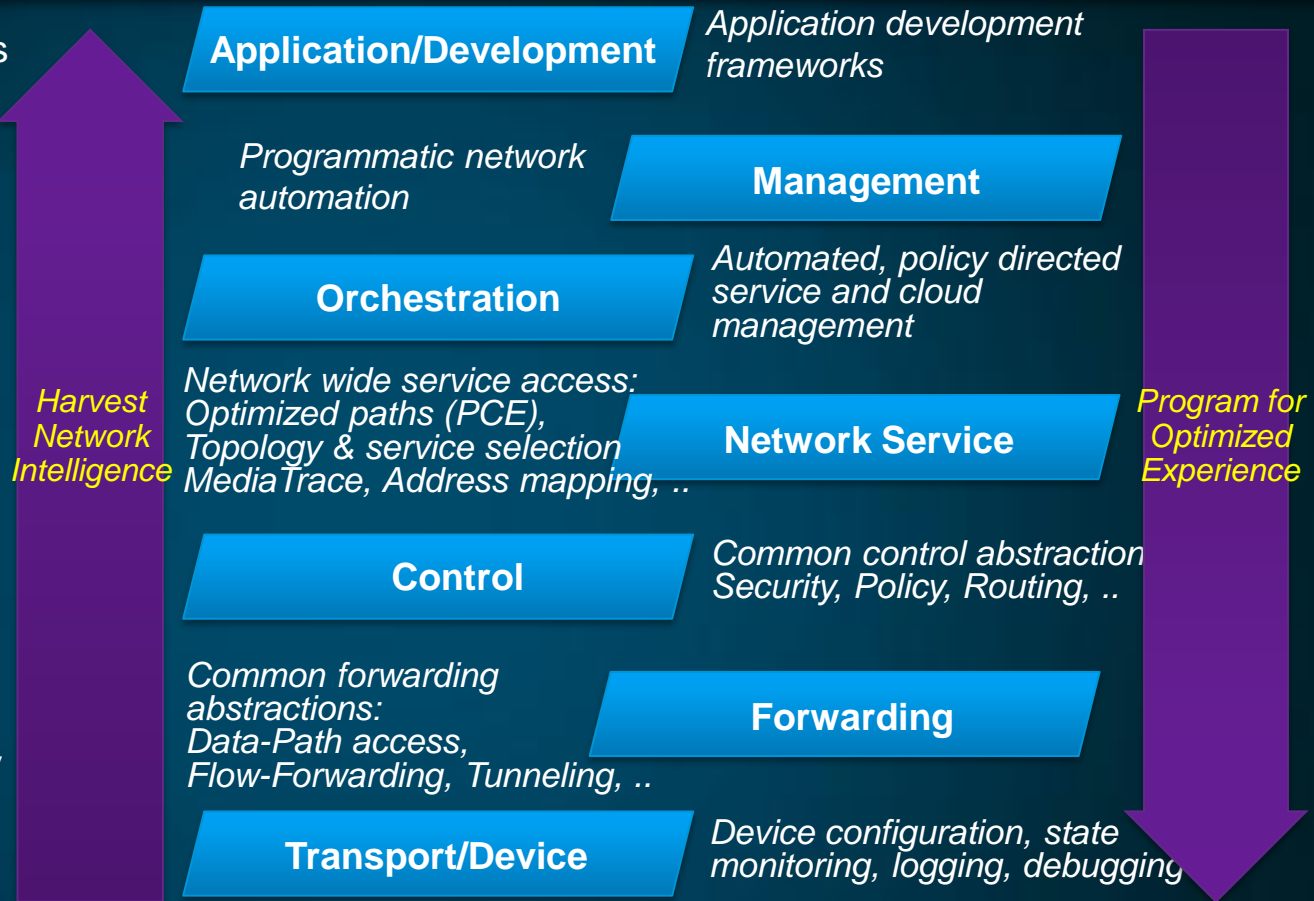 s
Application/Development
Application development
frameworks
Programmatic network
automation
Management
Orchestration
Automated, policy directed
service and cloud
management
Harvest
Network
Intelligence
Network wide service access:
Optimized paths (PCE),
Topology & service selection
MediaTrace, Address mapping, ..
Network Service
Program for
Optimized
Experience
Control
Common control abstraction
Security, Policy, Routing, ..
Common forwarding
abstractions:
Data-Path access,
Flow-Forwarding, Tunneling, ..
Forwarding
Transport/Device
Device configuration, state
monitoring, logging, debugging